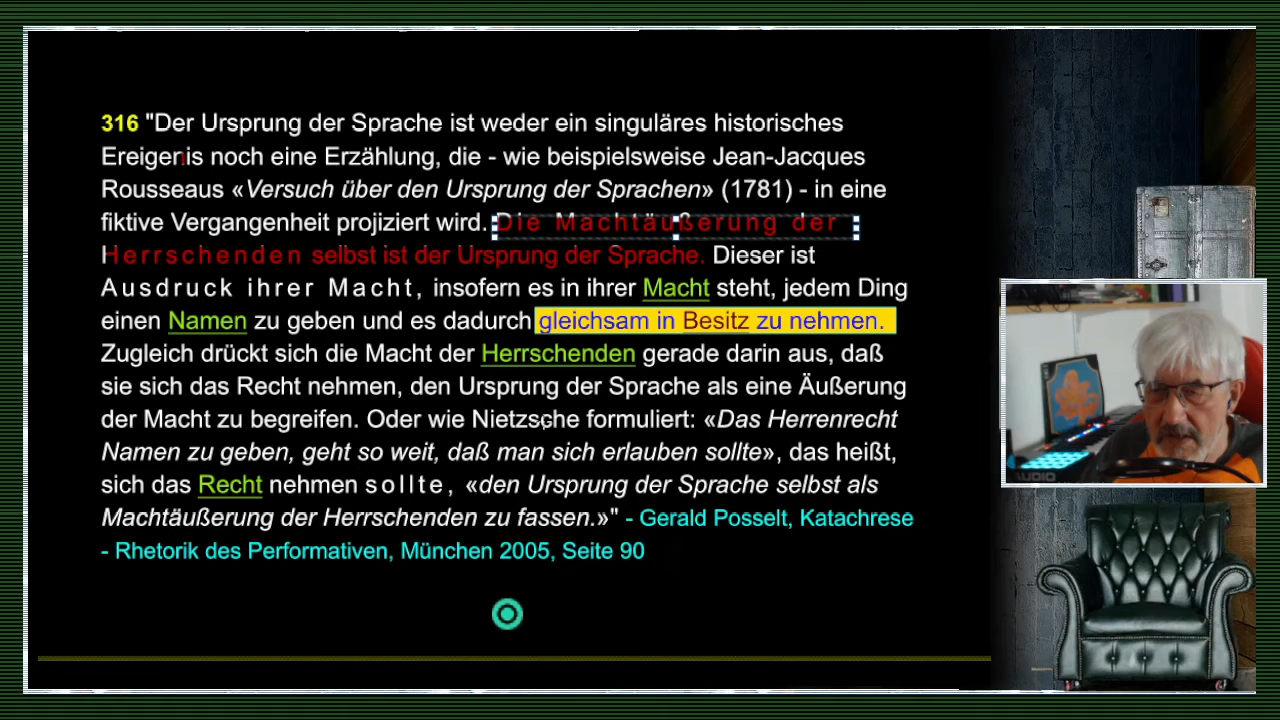 316 "Der Ursprung der Sprache ist weder ein singuläres historisches
Ereigenis noch eine Erzählung, die - wie beispielsweise Jean-Jacques
Rousseaus «Versuch über den Ursprung der Sprachen» (1781) - in eine
fiktive Vergangenheit projiziert wird. Die Machtäußerung der
Herrschenden selbst ist der Ursprung der Sprache. Dieser ist
Ausdruck ihrer Macht, insofern es in ihrer Macht steht, jedem Ding
einen Namen zu geben und es dadurch gleichsam in Besitz zu nehmen.
Zugleich drückt sich die Macht der Herrschenden gerade darin aus, daß
sie sich das Recht nehmen, den Ursprung der Sprache als eine Äußerung
der Macht zu begreifen. Oder wie Nietzsche formuliert: «Das Herrenrecht
Namen zu geben, geht so weit, daß man sich erlauben sollte», das heißt,
sich das Recht nehmen sollte, «den Ursprung der Sprache selbst als
Machtäußerung der Herrschenden zu fassen.»" - Gerald Posselt, Katachrese
- Rhetorik des Performativen, München 2005, Seite 90
AUDIO